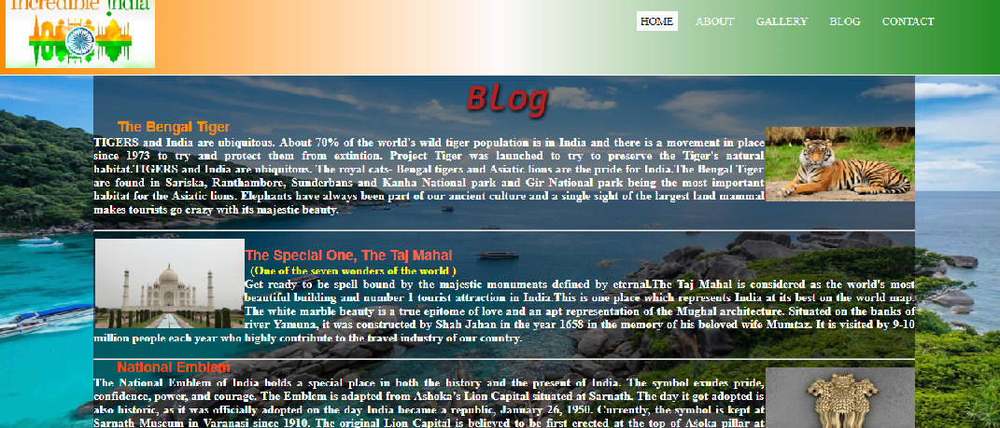 Incredible India
HOME ABOUT GALLERY BLOG CONTACT
Blog
The Bengal Tiger
TIGERS and India are ubiquitous. About 70% of the world's wild tiger population is in India and there is a movement in place
since 1973 to try and protect them from extintion. Project Tiger was launched to try to preserve the Tiger's natural
habitat.TIGERS and India are ubiquitous. The royal cats- Bengal tigers and Asiatic lions are the pride for India.The Bengal Tiger
are found in Sariska, Ranthambore, Sunderbans and Kanha National park and Gir National park being the most important
habitat for the Asiatic lions. Elephants have always been part of our ancient culture and a single sight of the largest land mammal
makes tourists go crazy with its majestic beauty.
The Special One, The Taj Mahal
(One of the seven wonders of the world )
Get ready to be spell bound by the majestic monuments defined by eternal.The Taj Mahal is considered as the world's most
beautiful building and number 1 tourist attraction in India.This is one place which represents India at its best on the world map.
The white marble beauty is a true epitome of love and an apt representation of the Mughal architecture. Situated on the banks of
river Yamuna, it was constructed by Shah Jahan in the year 1658 in the memory of his beloved wife Mumtaz. It is visited by 9-10
million people each year who highly contribute to the travel industry of our country.
National Emblem
The National Emblem of India holds a special place in both the history and the present of India. The symbol exudes pride,
confidence, power, and courage. The Emblem is adapted from Ashoka's Lion Capital situated at Sarnath. The day it got adopted is
also historic, as it was officially adopted on the day India became a republic, January 26, 1950. Currently, the symbol is kept at
Sarnath Museum in Varanasi since 1910. The original Lion Capital is believed to be first erected at the top of Aśoka pillar at